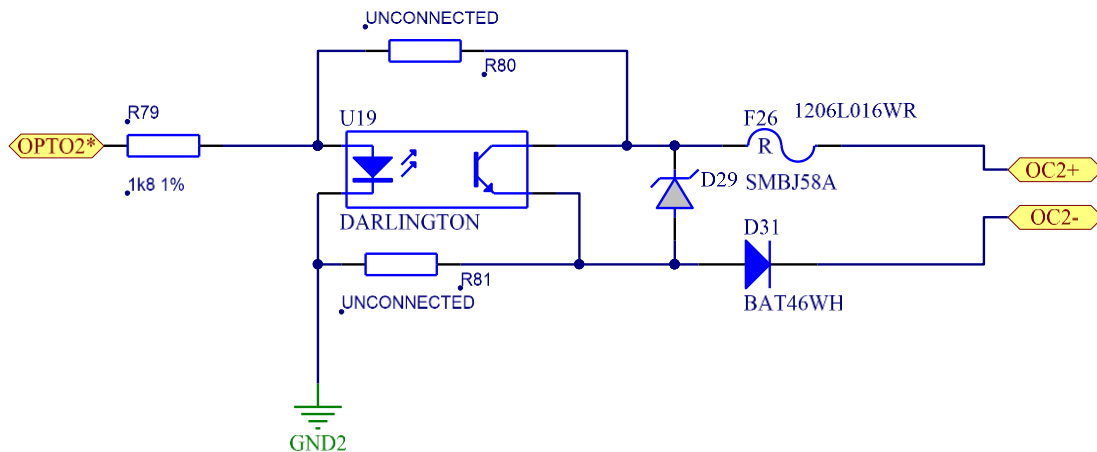 UNCONNECTED
R80
R79
OPTO2*
1k8 1%
U19
DARLINGTON
F26
1206L016WR
R
SMBJ58A
D29
OC2+
OC2-
D31
BAT46WH
R81
UNCONNECTED
GND2